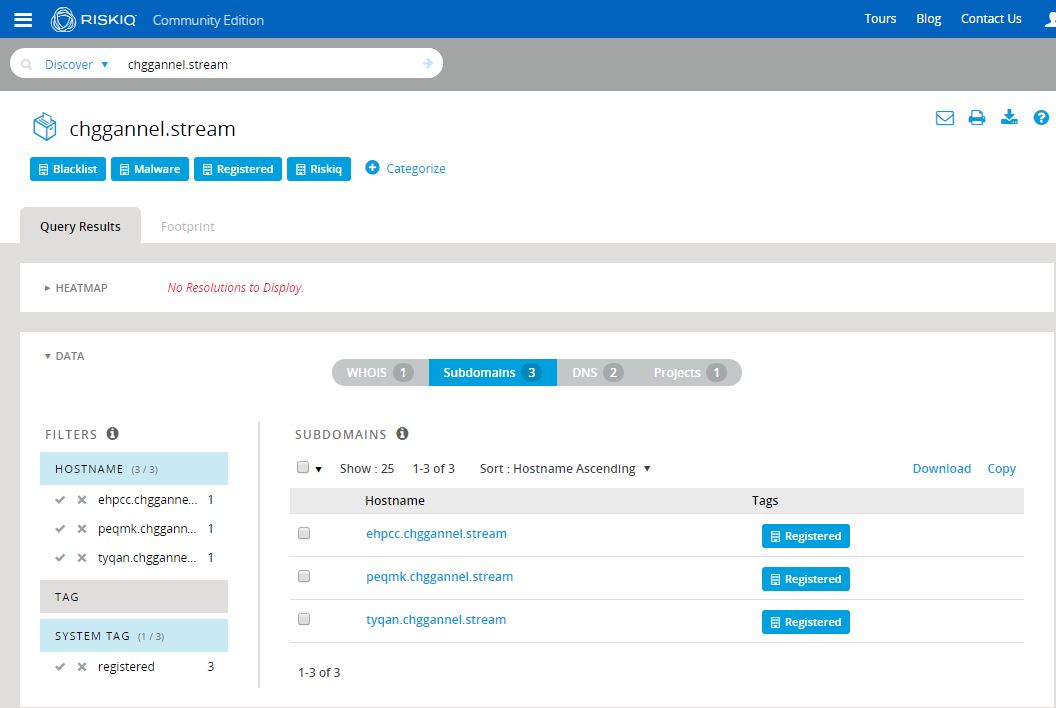 RISKIQ Community Edition Tours Blog Contact Us
Discover chggannel.stream
chggannel.stream
Blacklist Malware Registered Riskiq Categorize
Query Results Footprint
HEATMAP No Resolutions to Display.
DATA
WHOIS 1 Subdomains 3 DNS 2 Projects 1
FILTERS
HOSTNAME (3 / 3)
ehpcc.chgganne... 1
peqmk.chggann... 1
tyqan.chgganne... 1
TAG
SYSTEM TAG (1 / 3)
registered 3
SUBDOMAINS
Show : 25 1-3 of 3 Sort : Hostname Ascending Download Copy
Hostname Tags
ehpcc.chggannel.stream Registered
peqmk.chggannel.stream Registered
tyqan.chggannel.stream Registered
1-3 of 3